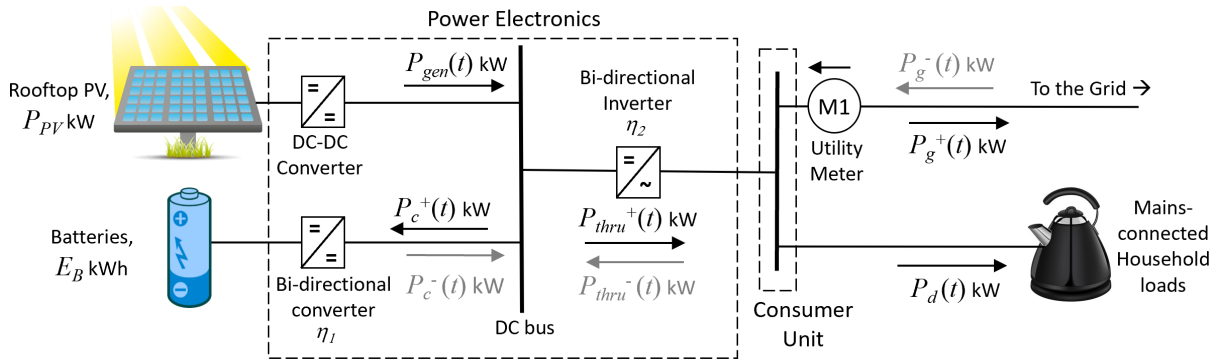 Power Electronics
Rooftop PV,
P_PV kW
DC-DC
Converter
P_gen(t) kW
Bi-directional
Inverter
η₂
M1
Utility
Meter
P_g⁻(t) kW
To the Grid →
P_g⁺(t) kW
Batteries,
E_B kWh
Bi-directional
converter
η₁
P_c⁺(t) kW
P_c⁻(t) kW
DC bus
P_thru⁺(t) kW
P_thru⁻(t) kW
Consumer
Unit
P_d(t) kW
Mains-
connected
Household
loads